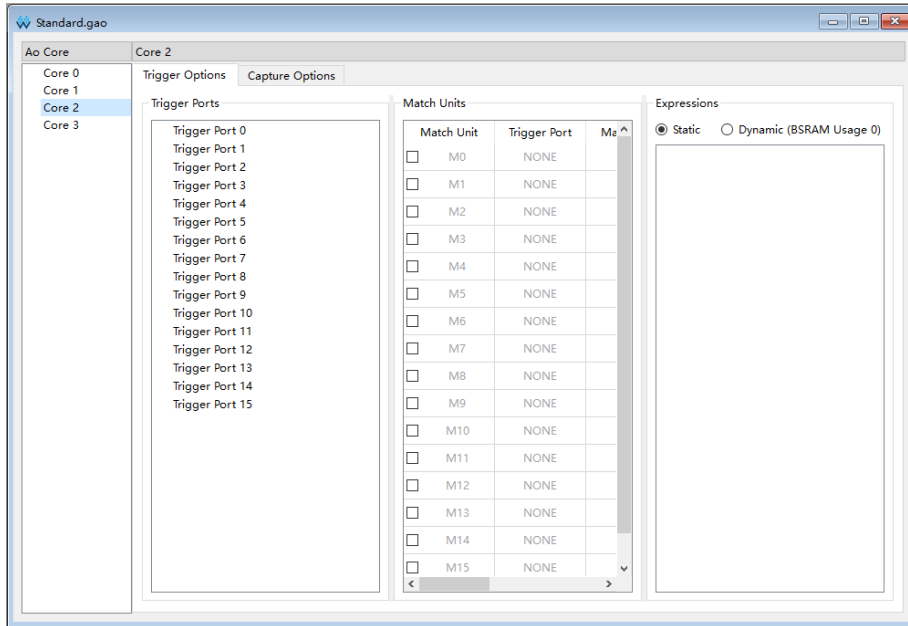 Standard.gao
Ao Core
Core 2
Core 0
Core 1
Core 2
Core 3
Trigger Options
Capture Options
Trigger Ports
Trigger Port 0
Trigger Port 1
Trigger Port 2
Trigger Port 3
Trigger Port 4
Trigger Port 5
Trigger Port 6
Trigger Port 7
Trigger Port 8
Trigger Port 9
Trigger Port 10
Trigger Port 11
Trigger Port 12
Trigger Port 13
Trigger Port 14
Trigger Port 15
Match Units
Match Unit Trigger Port Ma
M0 NONE
M1 NONE
M2 NONE
M3 NONE
M4 NONE
M5 NONE
M6 NONE
M7 NONE
M8 NONE
M9 NONE
M10 NONE
M11 NONE
M12 NONE
M13 NONE
M14 NONE
M15 NONE
Expressions
Static Dynamic (BSRAM Usage 0)